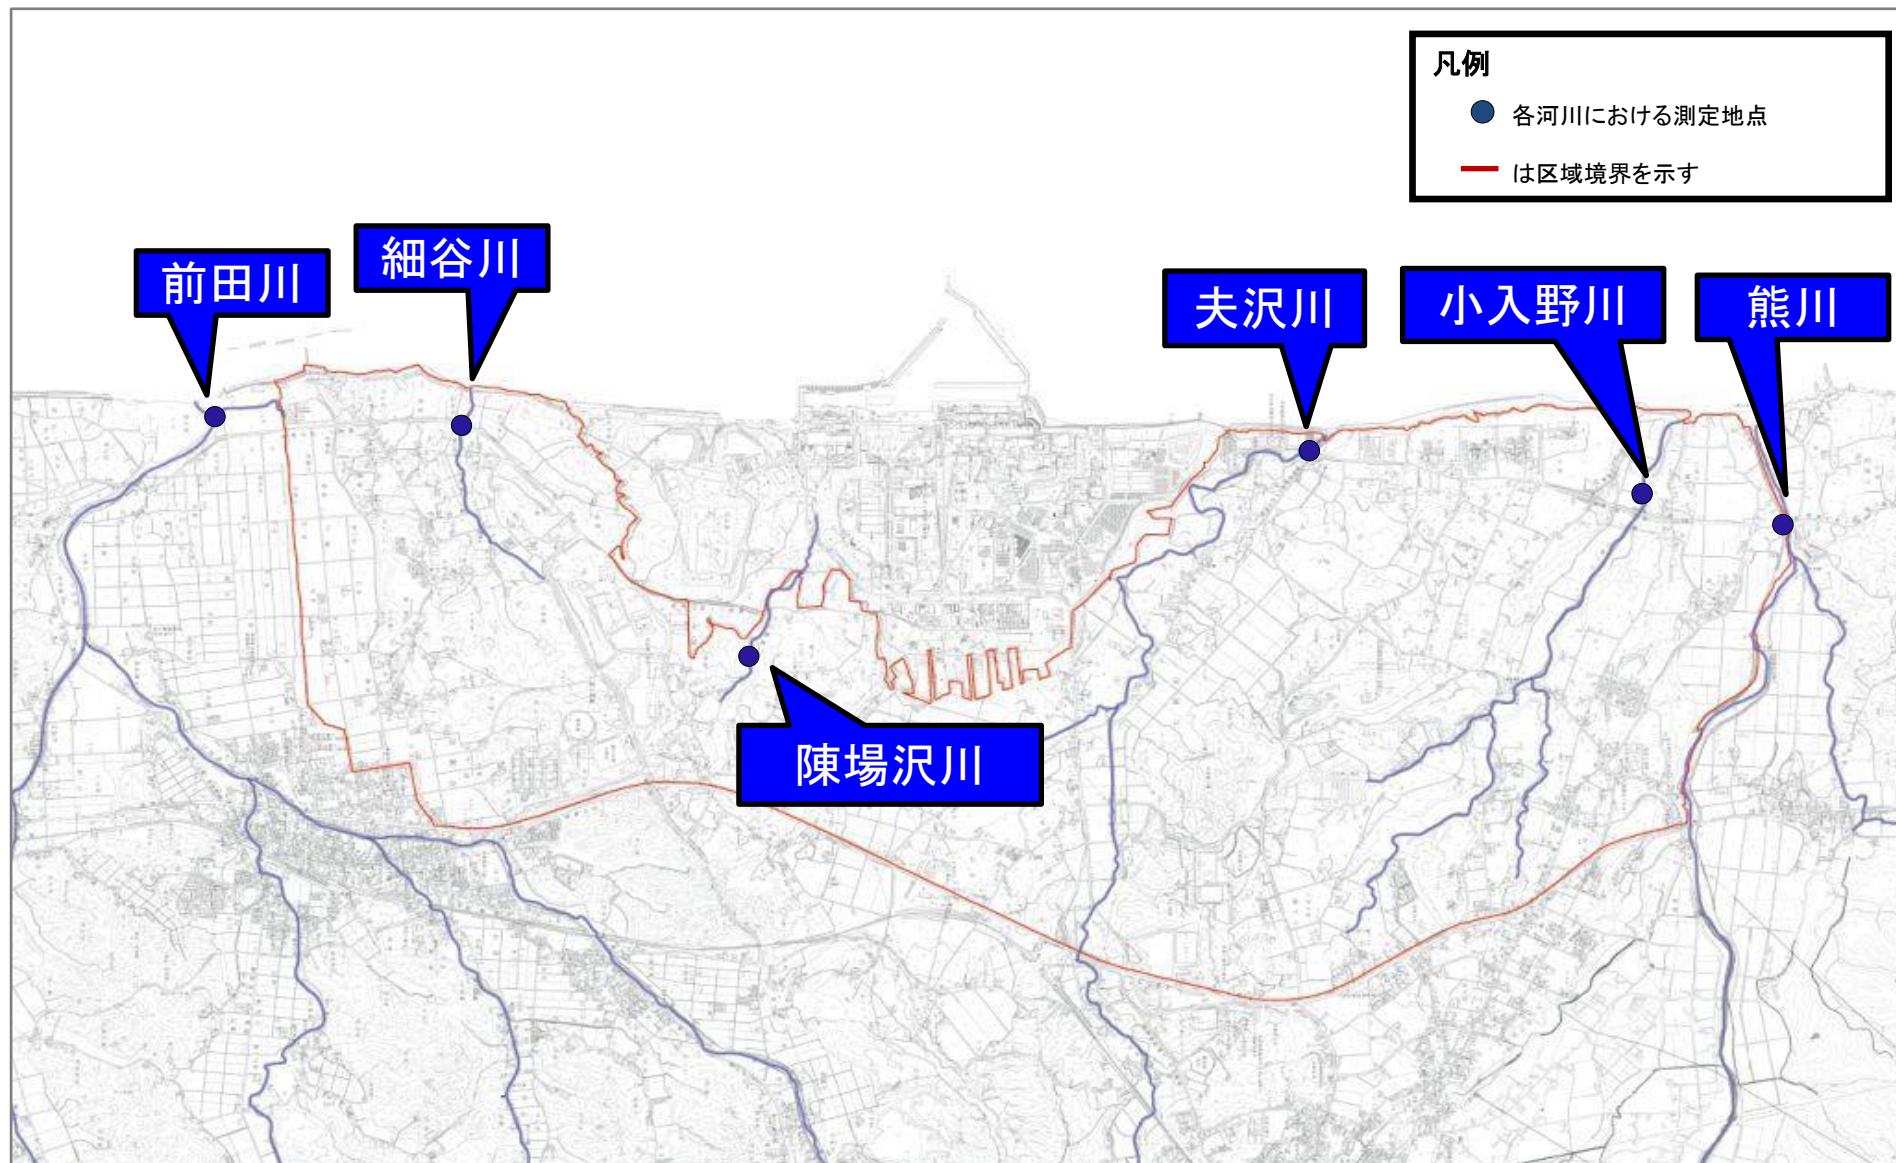 凡例
各河川における測定地点
は区域境界を示す
前田川
細谷川
夫沢川
小入野川
熊川
陳場沢川